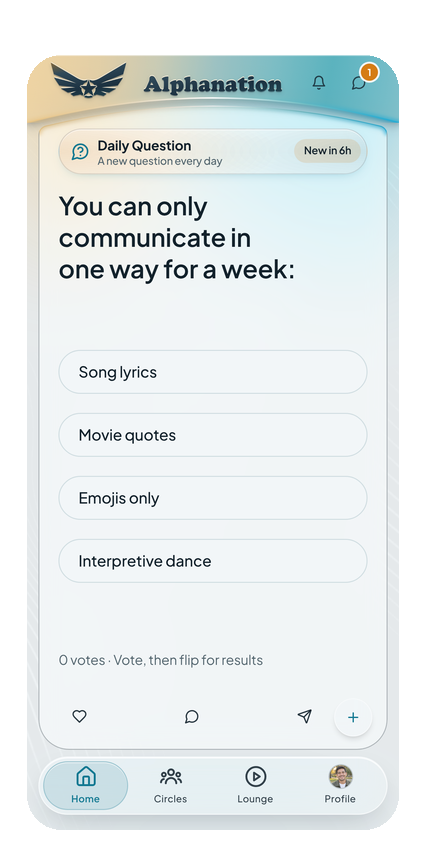 Alphanation
1
Daily Question
A new question every day
New in 6h
You can only
communicate in
one way for a week:
Song lyrics
Movie quotes
Emojis only
Interpretive dance
0 votes · Vote, then flip for results
Home
Circles
Lounge
Profile